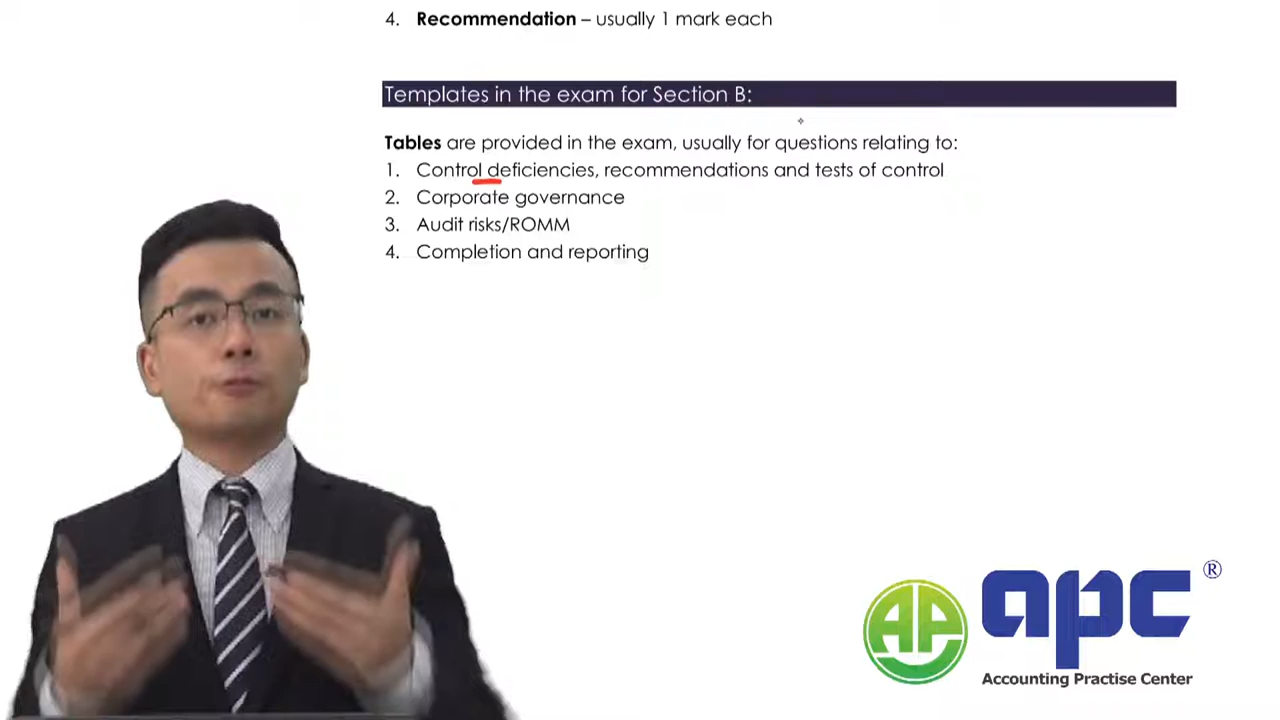 4. Recommendation – usually 1 mark each
Templates in the exam for Section B:
Tables are provided in the exam, usually for questions relating to:
1. Control deficiencies, recommendations and tests of control
2. Corporate governance
3. Audit risks/ROMM
4. Completion and reporting
AP
apc ®
Accounting Practise Center